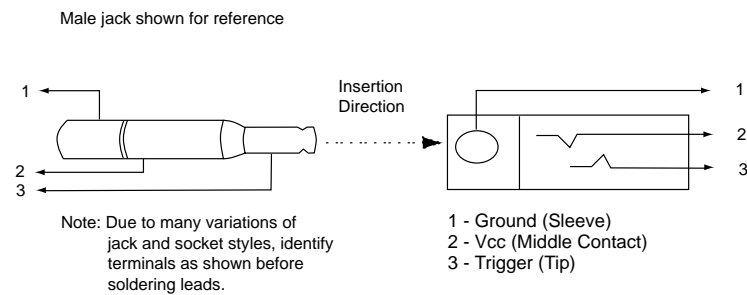 Male jack shown for reference
1
2
3
Insertion
Direction
1
2
3
Note: Due to many variations of
jack and socket styles, identify
terminals as shown before
soldering leads.
1 - Ground (Sleeve)
2 - Vcc (Middle Contact)
3 - Trigger (Tip)